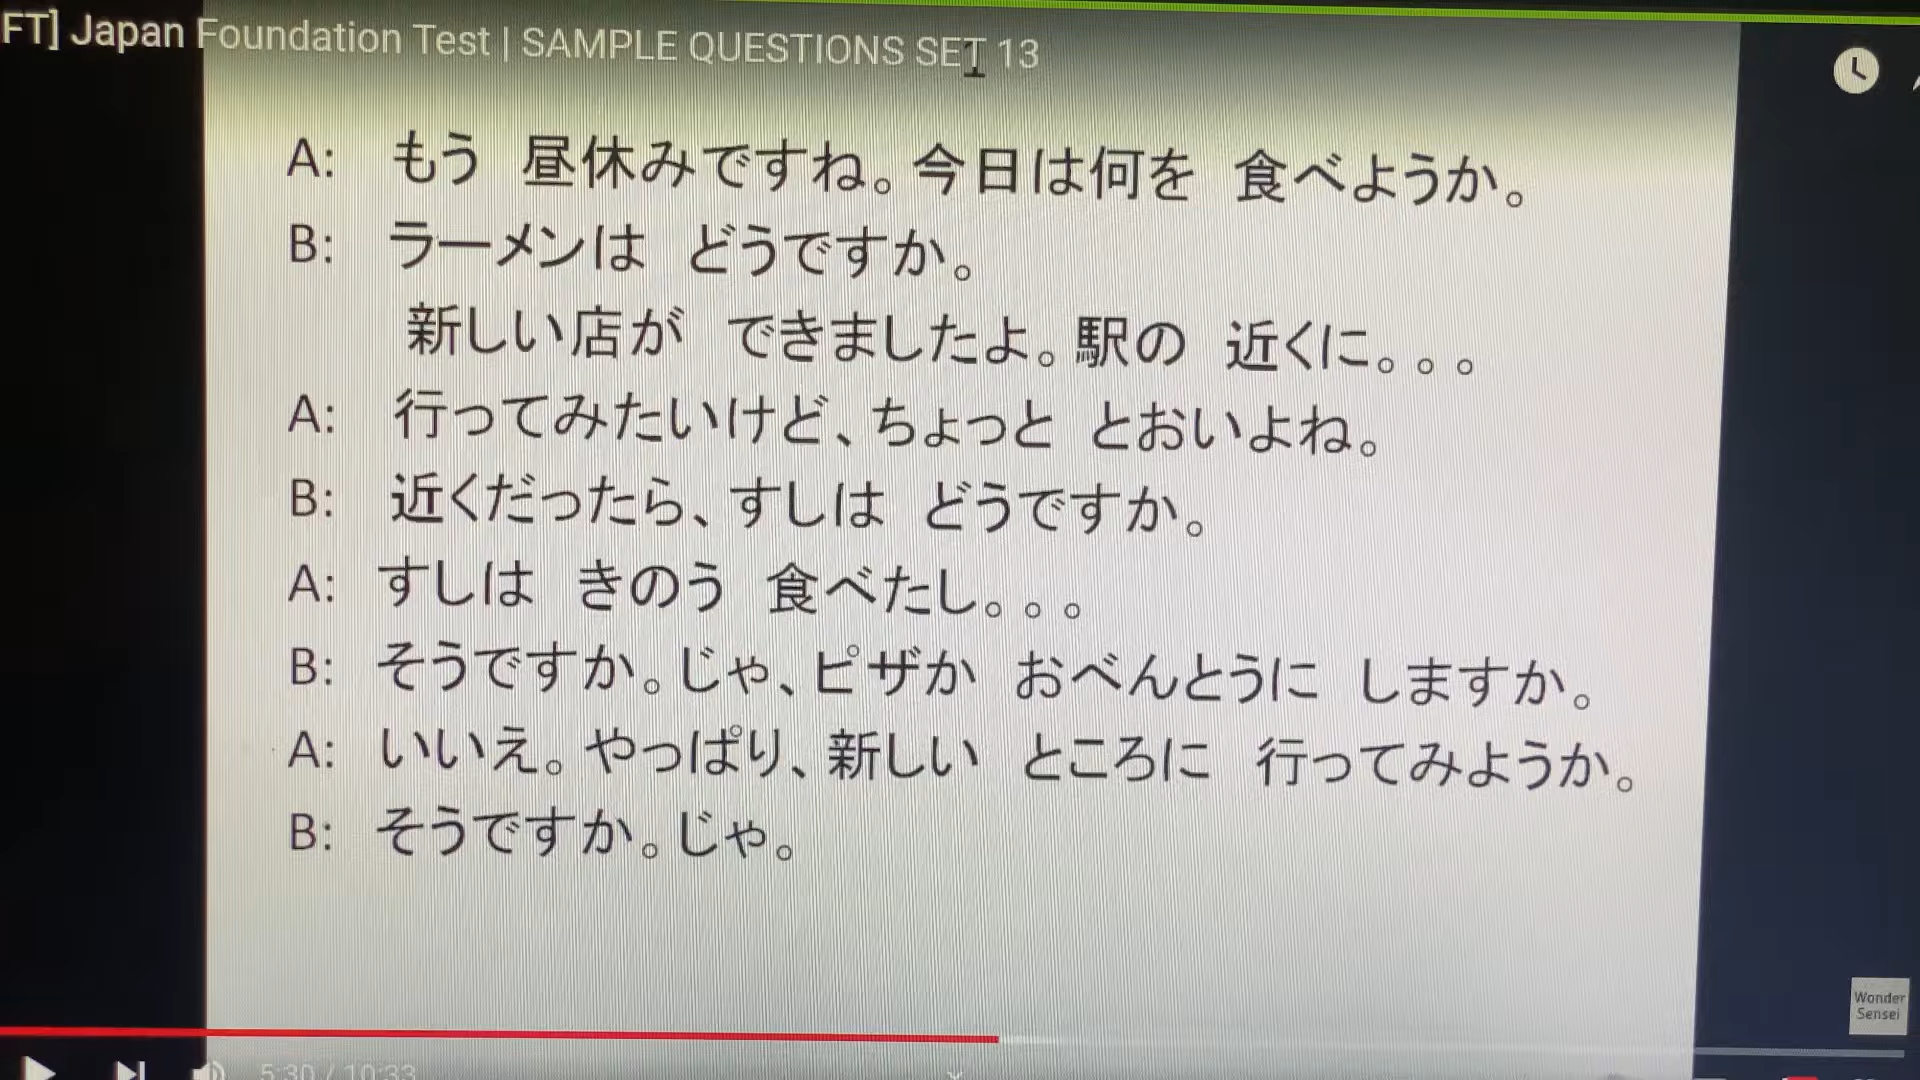 FT] Japan Foundation Test | SAMPLE QUESTIONS SET 13
A: もう 昼休みですね。今日は何を 食べようか。
B: ラーメンは どうですか。
新しい店が できましたよ。駅の 近くに。。。
A: 行ってみたいけど、ちょっと とおいよね。
B: 近くだったら、すしは どうですか。
A: すしは きのう 食べたし。。。
B: そうですか。じゃ、ピザか おべんとうに しますか。
A: いいえ。やっぱり、新しい ところに 行ってみようか。
B: そうですか。じゃ。
Wonder
Sensei
5:30 / 10:33